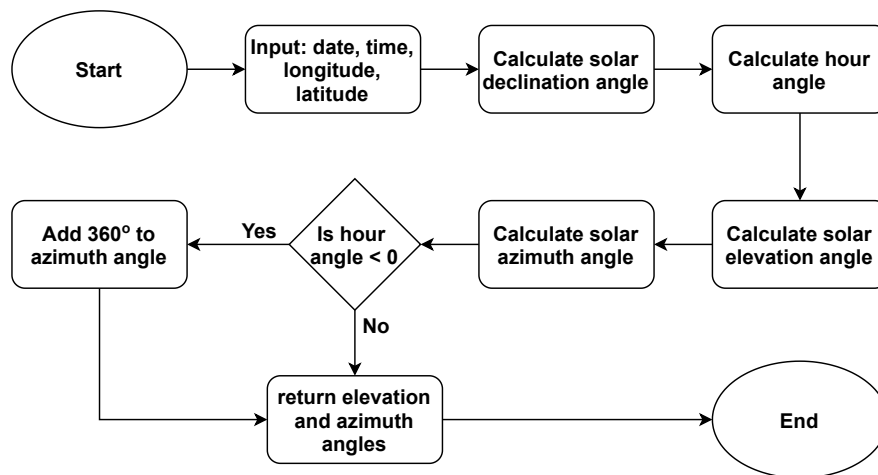 Start
Input: date, time,
longitude,
latitude
Calculate solar
declination angle
Calculate hour
angle
Calculate solar
elevation angle
Calculate solar
azimuth angle
Is hour
angle < 0
Yes
Add 360º to
azimuth angle
No
return elevation
and azimuth
angles
End